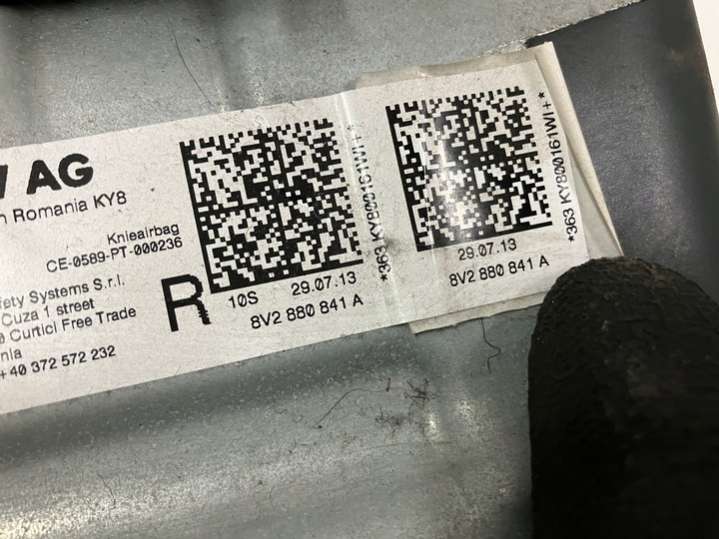 AG
Romania KY8
Knieairbag
CE-0589-PT-000236
Systems S.r.l.
Cuza 1 street
Curtici Free Trade
+40 372 572 232
R
10S 29.07.13
8V2 880 841 A
*363 KY800161WI+*
29.07.13
8V2 880 841 A
*363 KY800161WI+*